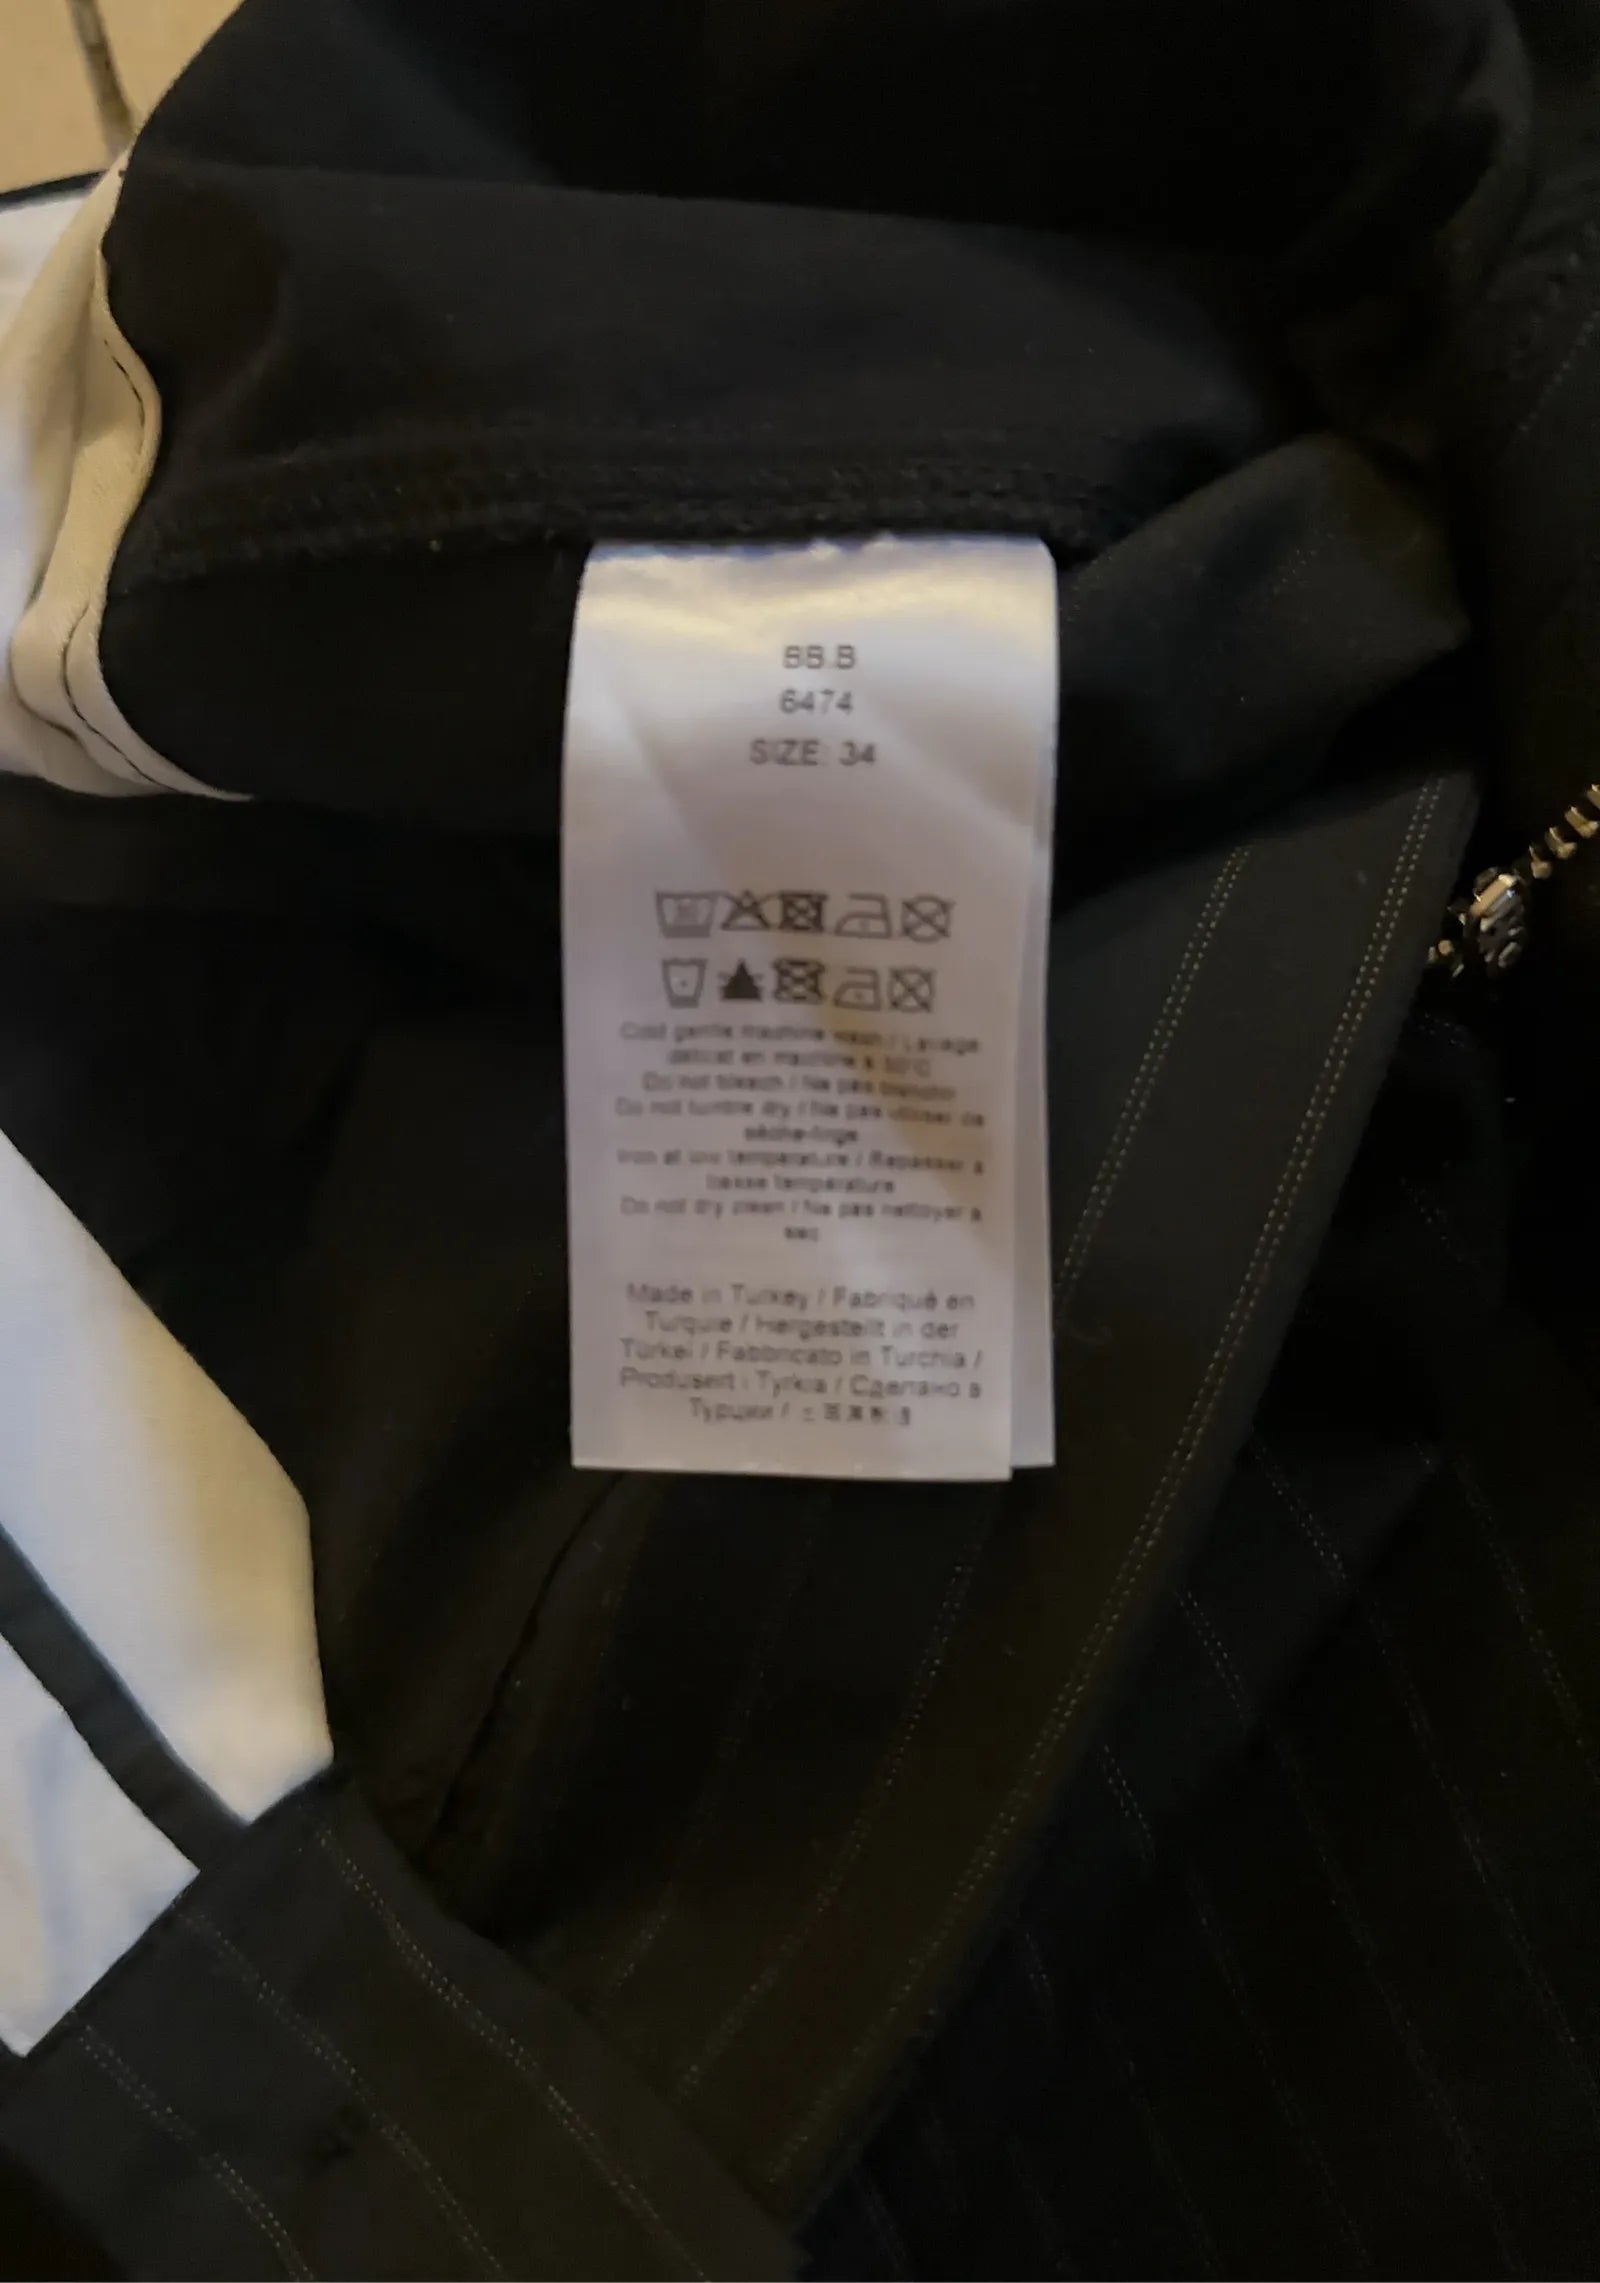 BB.B
6474
SIZE: 34
Cold gentle machine wash / Lavage
délicat en machine à 30°C
Do not bleach / Ne pas blanchir
Do not tumble dry / Ne pas utiliser de
sèche-linge
Iron at low temperature / Repasser à
basse température
Do not dry clean / Ne pas nettoyer à
sec
Made in Turkey / Fabriqué en
Turquie / Hergestellt in der
Türkei / Fabbricato in Turchia /
Produsert i Tyrkia / Сделано в
Турции /